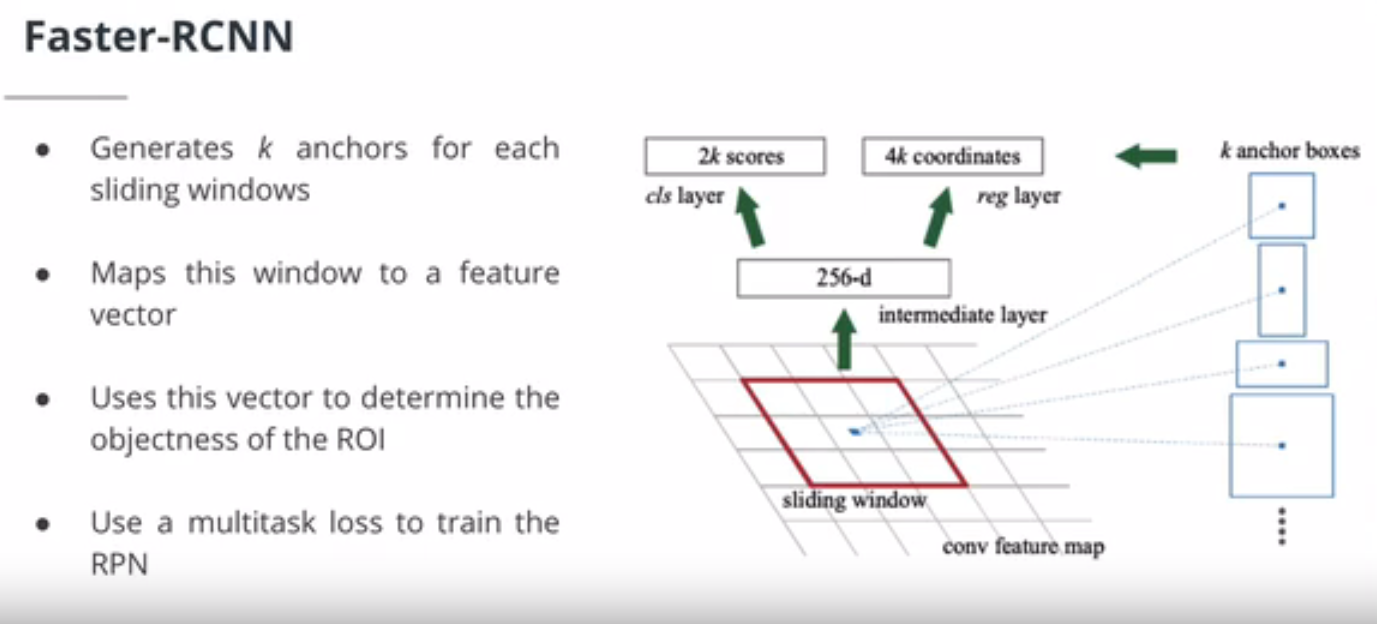 Faster-RCNN
● Generates k anchors for each
sliding windows
● Maps this window to a feature
vector
● Uses this vector to determine the
objectness of the ROI
● Use a multitask loss to train the
RPN
2k scores
4k coordinates
k anchor boxes
cls layer
reg layer
256-d
intermediate layer
sliding window
conv feature map